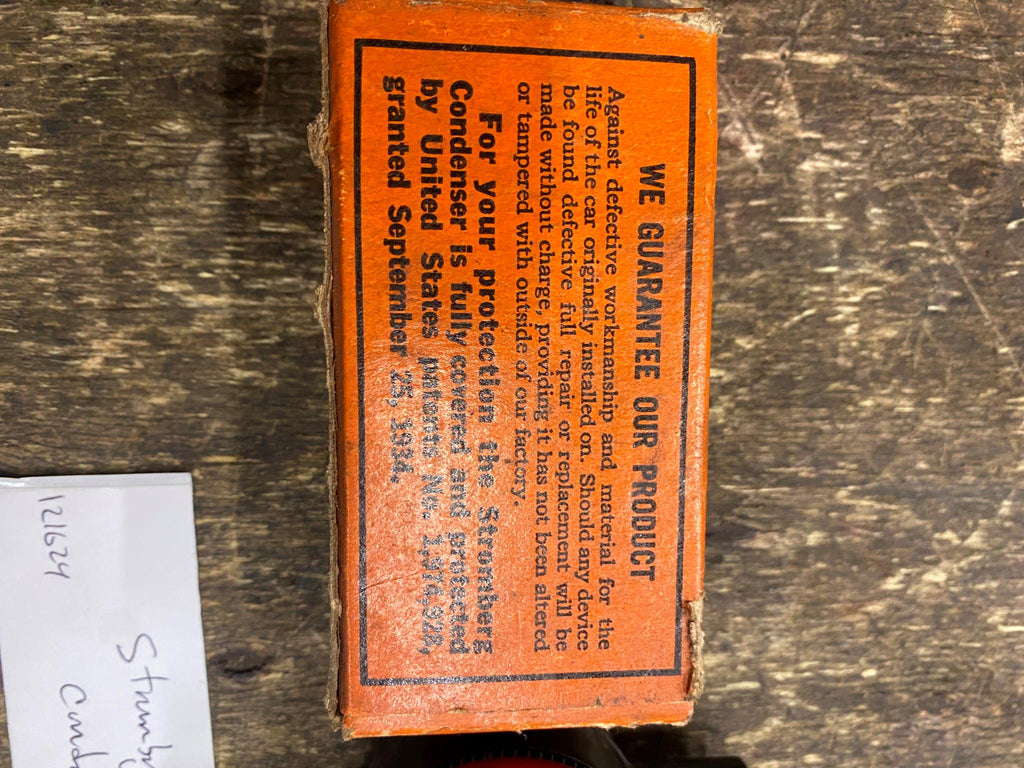 WE GUARANTEE OUR PRODUCT
Against defective workmanship and material for the
life of the car originally installed on. Should any device
be found defective full repair or replacement will be
made without charge, providing it has not been altered
or tampered with outside of our factory.
For your protection the Stromberg
Condenser is fully covered and protected
by United States patents No. 1,974,928,
granted September 25, 1934.
121624